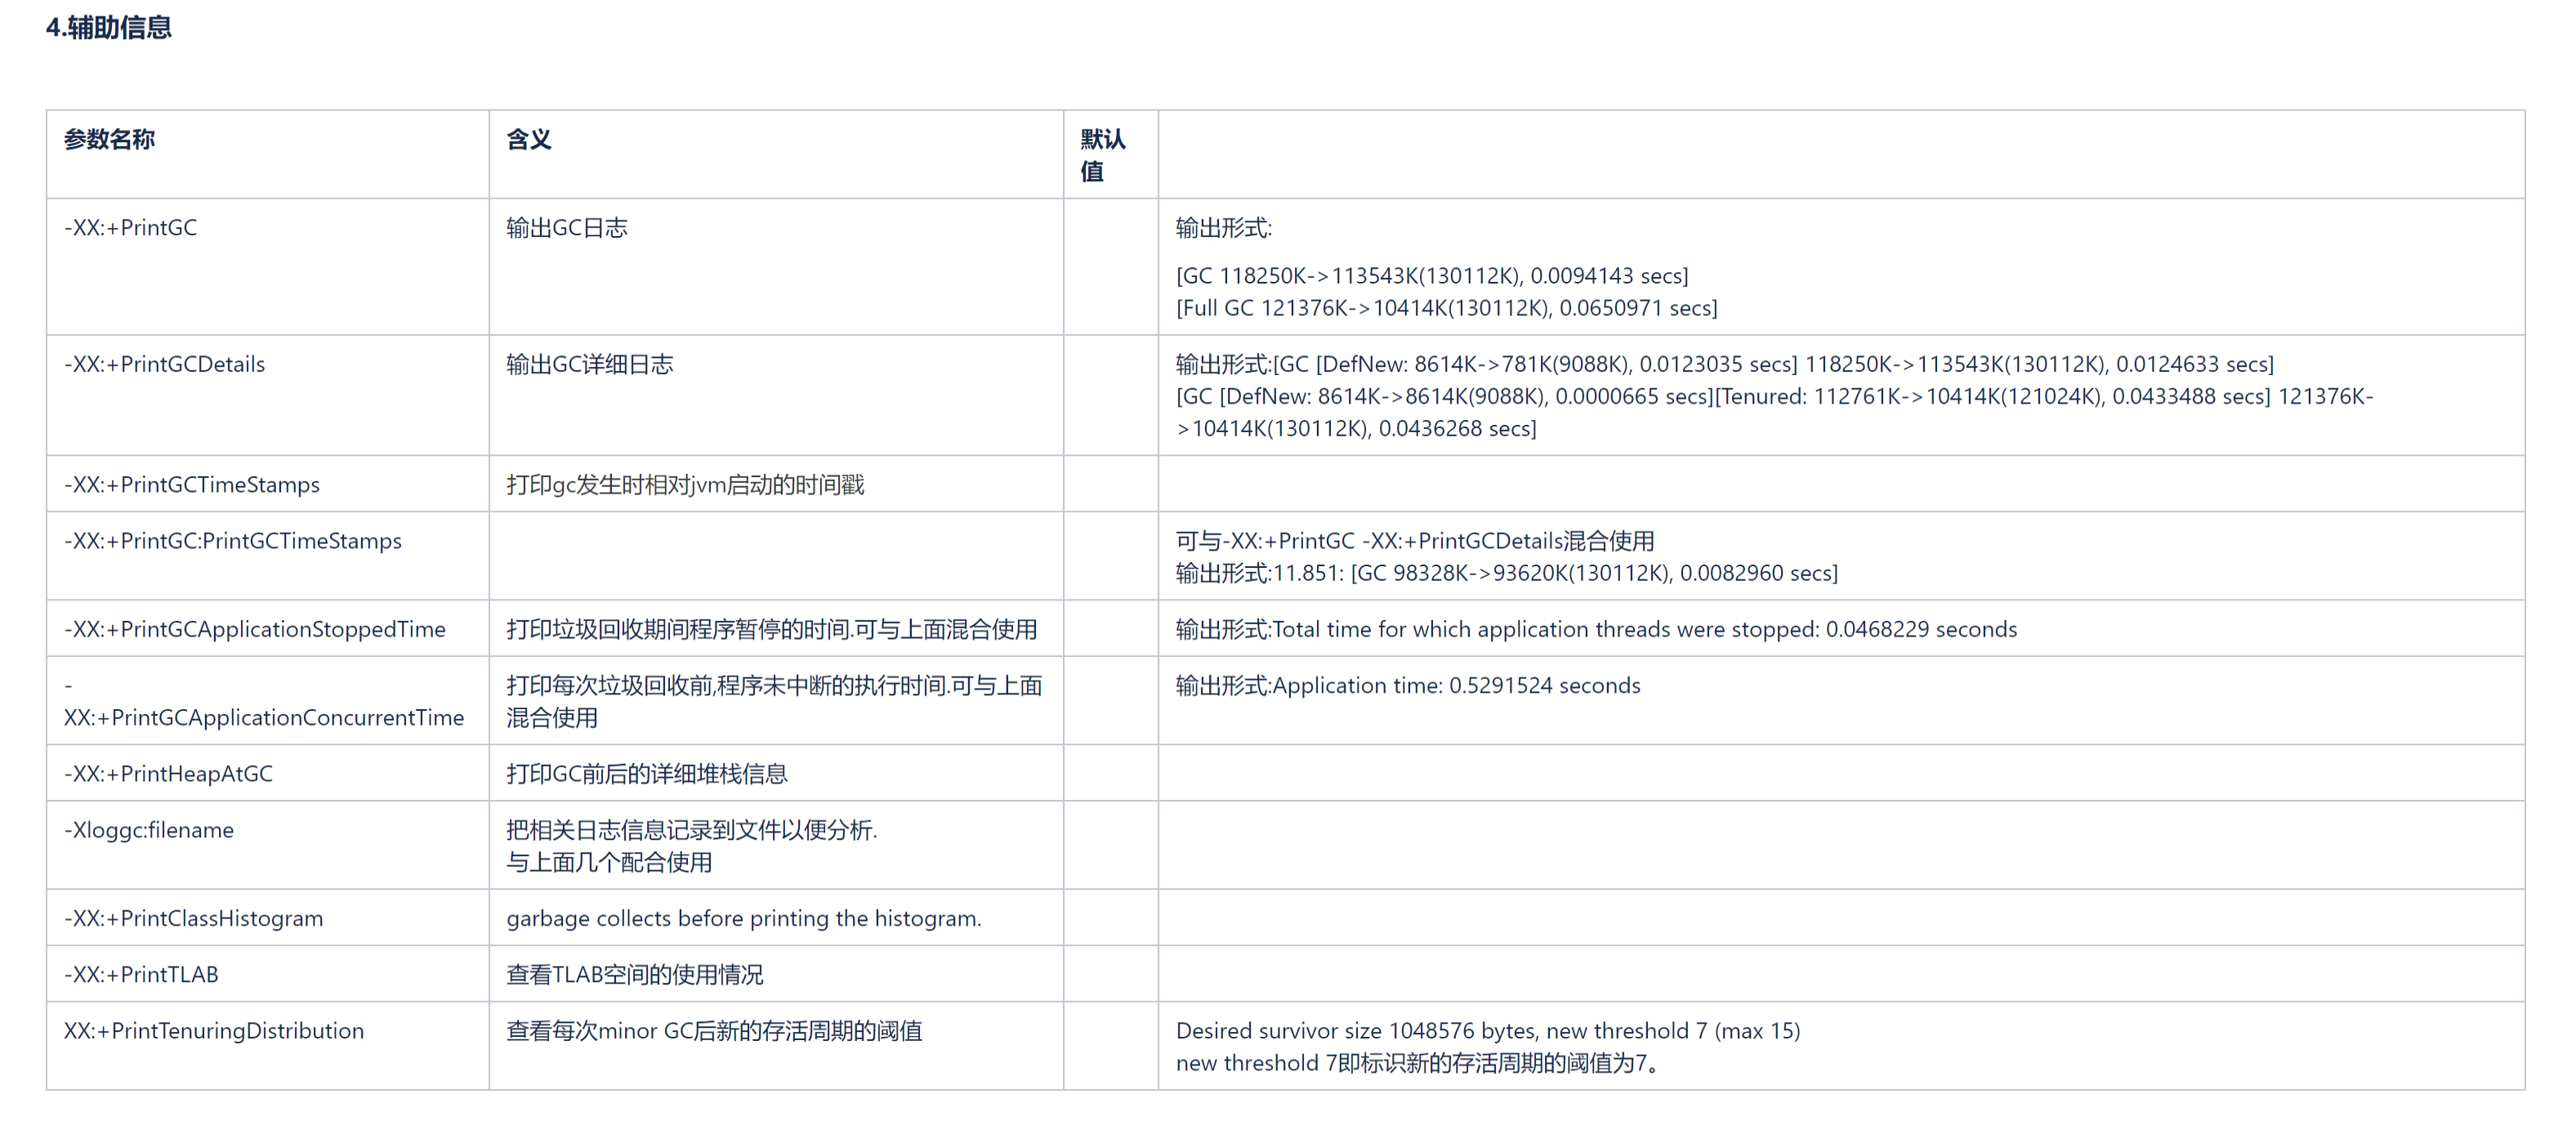 4.辅助信息
参数名称
含义
默认
值
-XX:+PrintGC
输出GC日志
输出形式:
[GC 118250K->113543K(130112K), 0.0094143 secs]
[Full GC 121376K->10414K(130112K), 0.0650971 secs]
-XX:+PrintGCDetails
输出GC详细日志
输出形式:[GC [DefNew: 8614K->781K(9088K), 0.0123035 secs] 118250K->113543K(130112K), 0.0124633 secs]
[GC [DefNew: 8614K->8614K(9088K), 0.0000665 secs][Tenured: 112761K->10414K(121024K), 0.0433488 secs] 121376K-
>10414K(130112K), 0.0436268 secs]
-XX:+PrintGCTimeStamps
打印gc发生时相对jvm启动的时间戳
-XX:+PrintGC:PrintGCTimeStamps
可与-XX:+PrintGC -XX:+PrintGCDetails混合使用
输出形式:11.851: [GC 98328K->93620K(130112K), 0.0082960 secs]
-XX:+PrintGCApplicationStoppedTime
打印垃圾回收期间程序暂停的时间.可与上面混合使用
输出形式:Total time for which application threads were stopped: 0.0468229 seconds
-
XX:+PrintGCApplicationConcurrentTime
打印每次垃圾回收前,程序未中断的执行时间.可与上面
混合使用
输出形式:Application time: 0.5291524 seconds
-XX:+PrintHeapAtGC
打印GC前后的详细堆栈信息
-Xloggc:filename
把相关日志信息记录到文件以便分析.
与上面几个配合使用
-XX:+PrintClassHistogram
garbage collects before printing the histogram.
-XX:+PrintTLAB
查看TLAB空间的使用情况
XX:+PrintTenuringDistribution
查看每次minor GC后新的存活周期的阈值
Desired survivor size 1048576 bytes, new threshold 7 (max 15)
new threshold 7即标识新的存活周期的阈值为7。